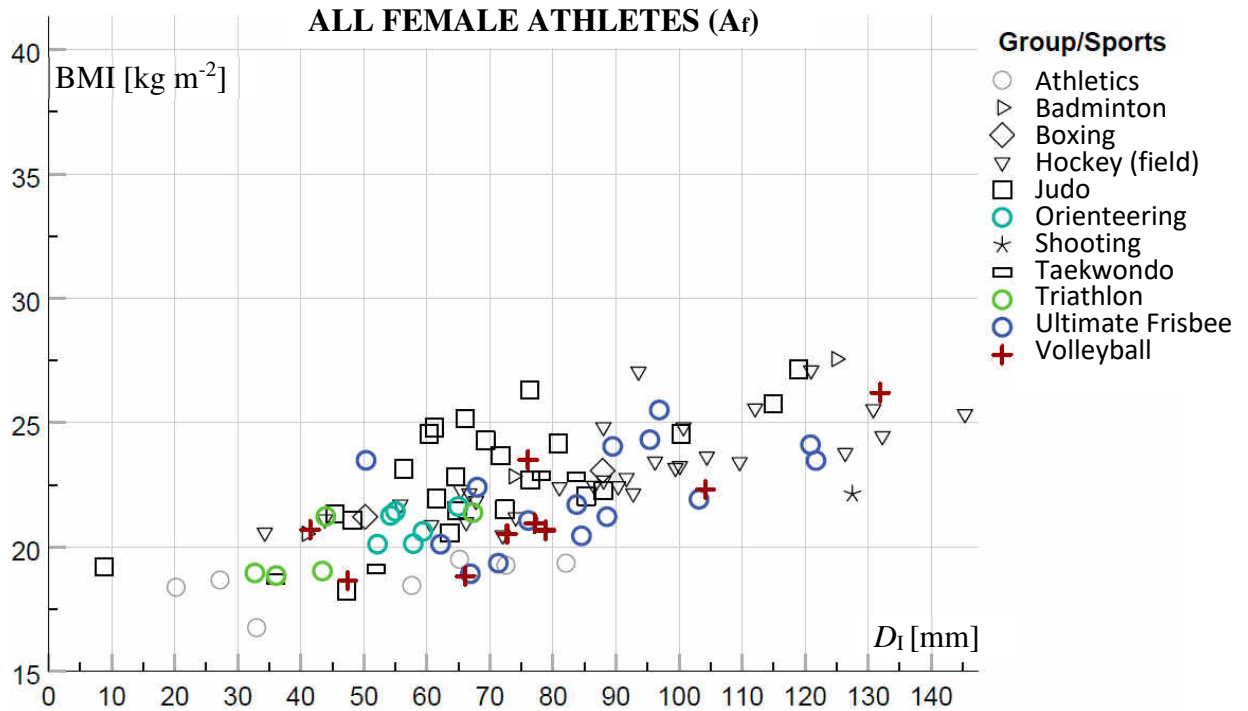 ALL FEMALE ATHLETES (Af)
40
BMI [kg m-2]
35
30
25
20
15
DI [mm]
0 10 20 30 40 50 60 70 80 90 100 110 120 130 140
Group/Sports
Athletics
Badminton
Boxing
Hockey (field)
Judo
Orienteering
Shooting
Taekwondo
Triathlon
Ultimate Frisbee
Volleyball